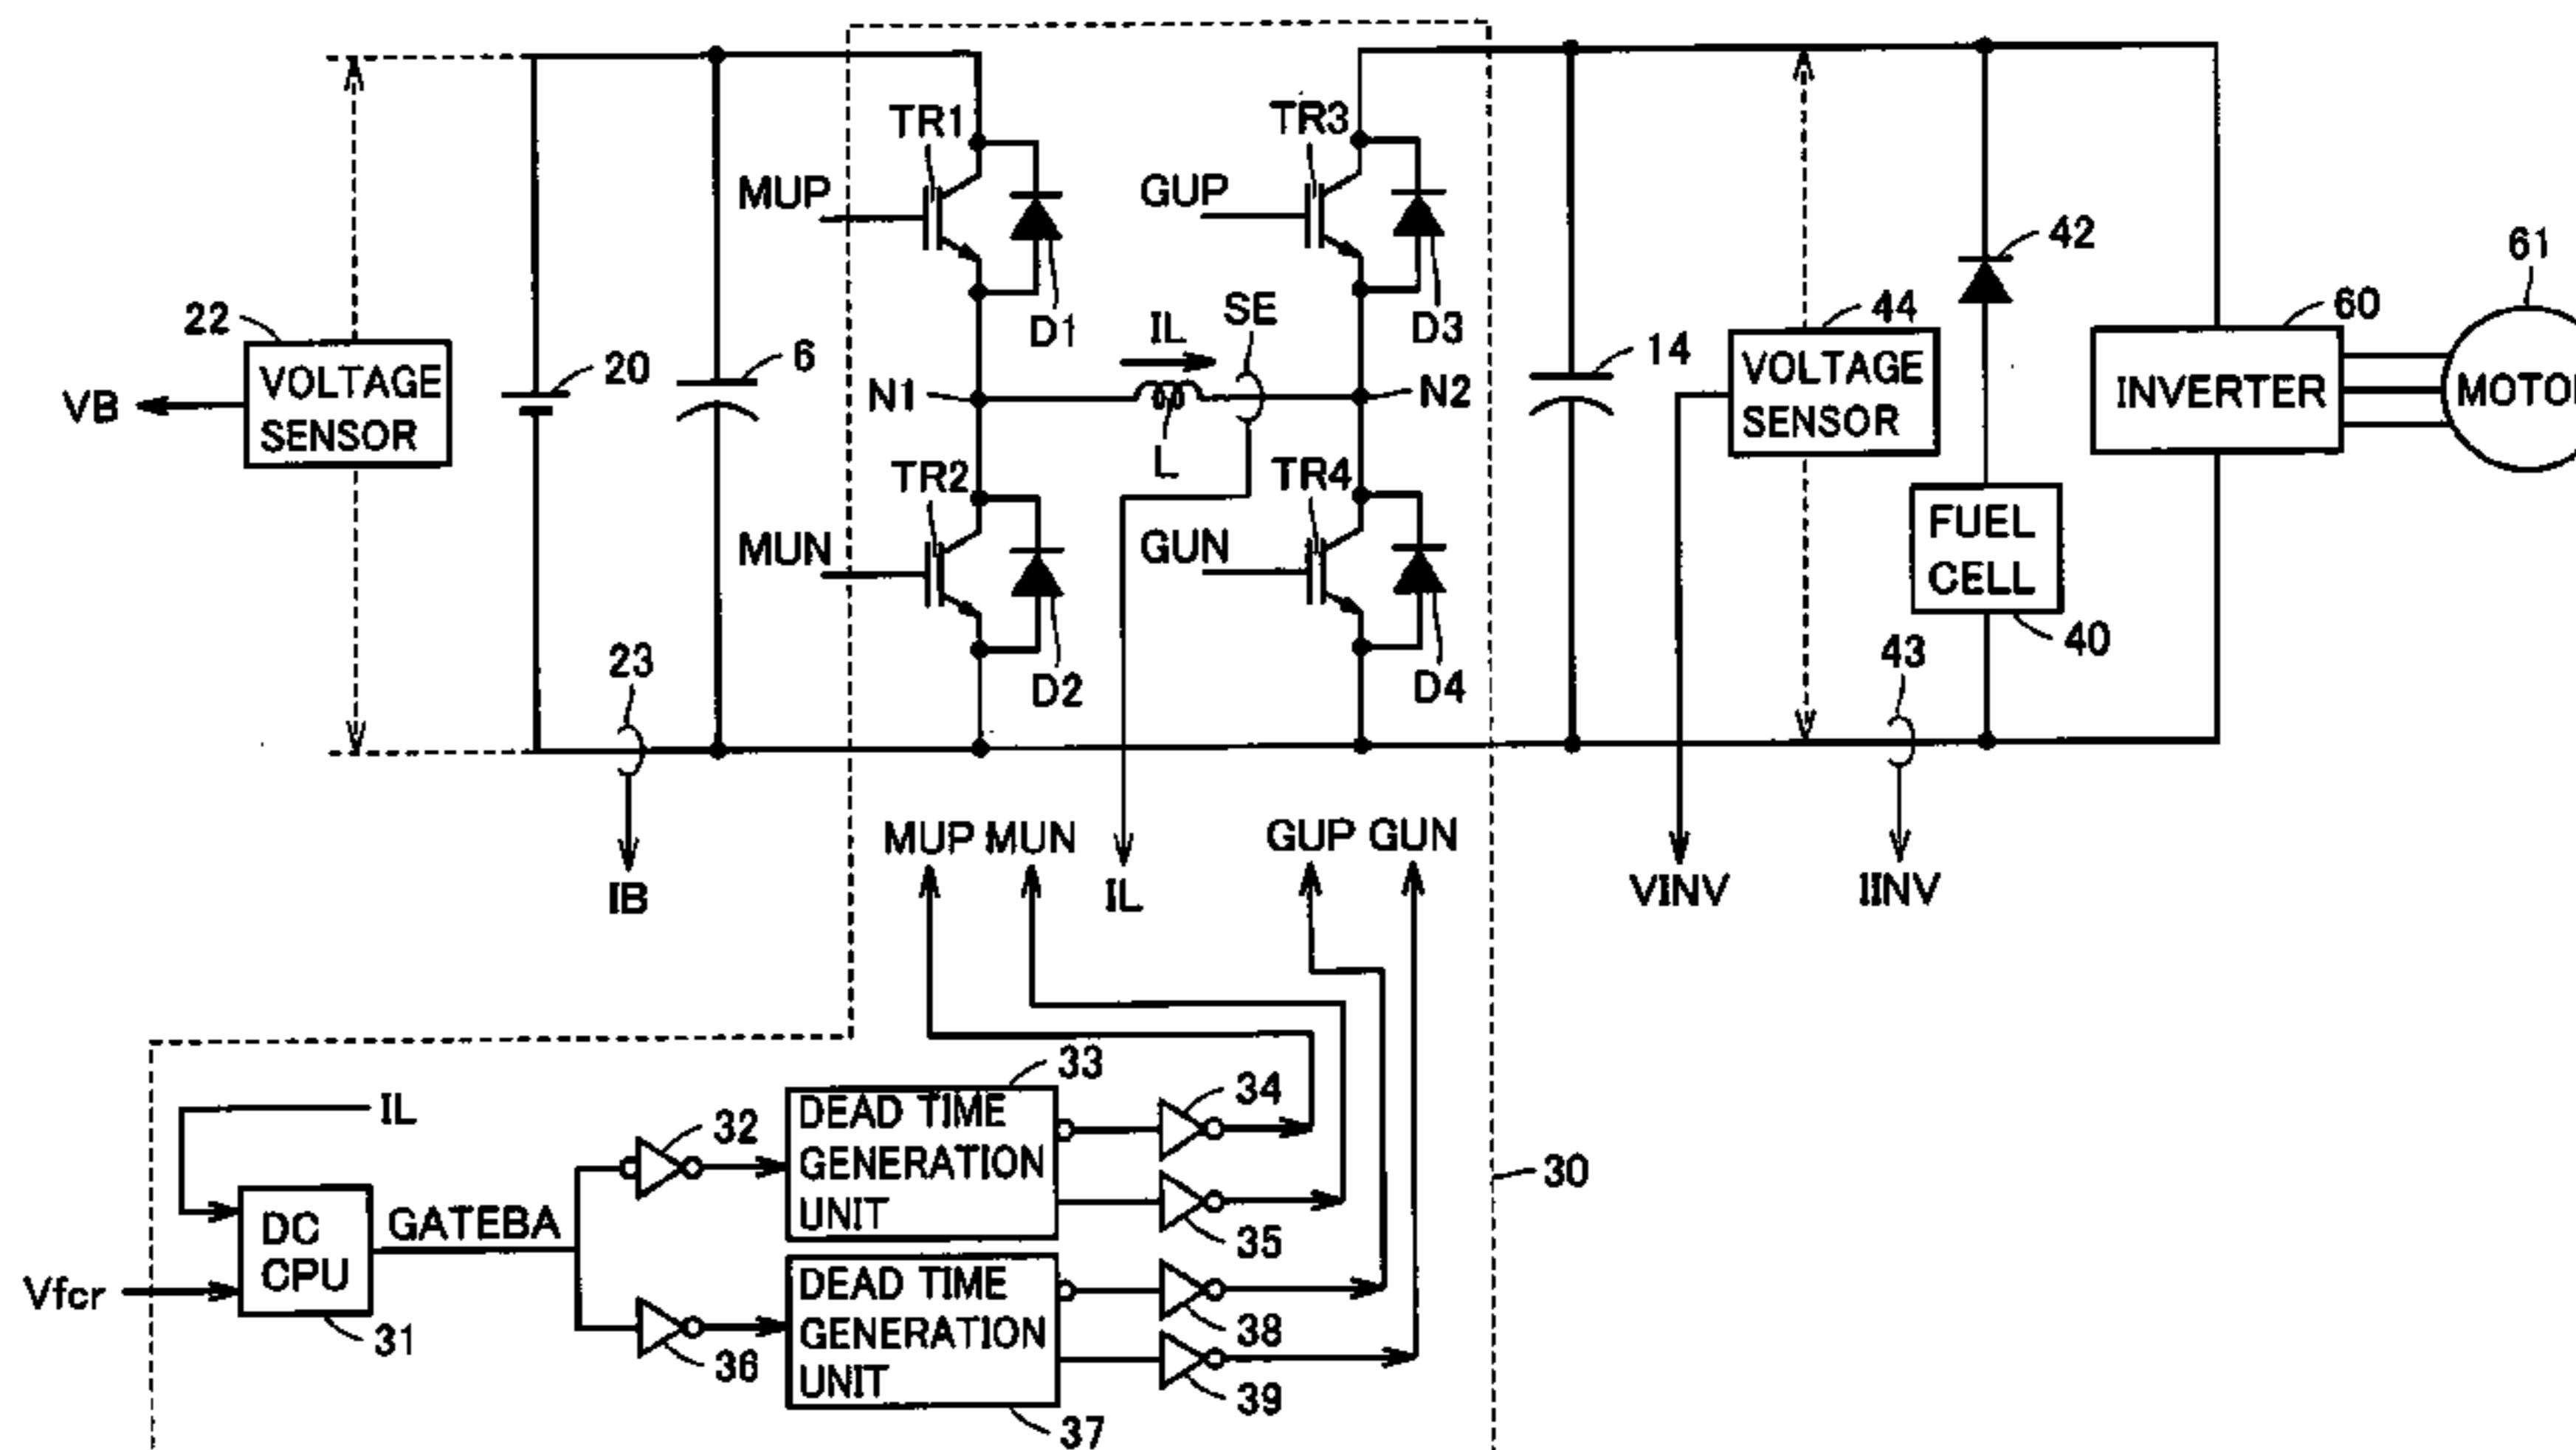 TR1
TR3
MUP
GUP
42
61
22
SE
44
60
D1
IL
D3
20
6
14
VOLTAGE
SENSOR
VB
N1
N2
VOLTAGE
SENSOR
INVERTER
MOTO
L
TR2
TR4
MUN
GUN
FUEL
CELL
23
43
40
D2
D4
MUP MUN
GUP GUN
IB
IL
VINV
IINV
33
34
IL
32
DEAD TIME
GENERATION
UNIT
30
DC
CPU
GATEBA
35
Vfcr
DEAD TIME
GENERATION
UNIT
31
36
38
39
37